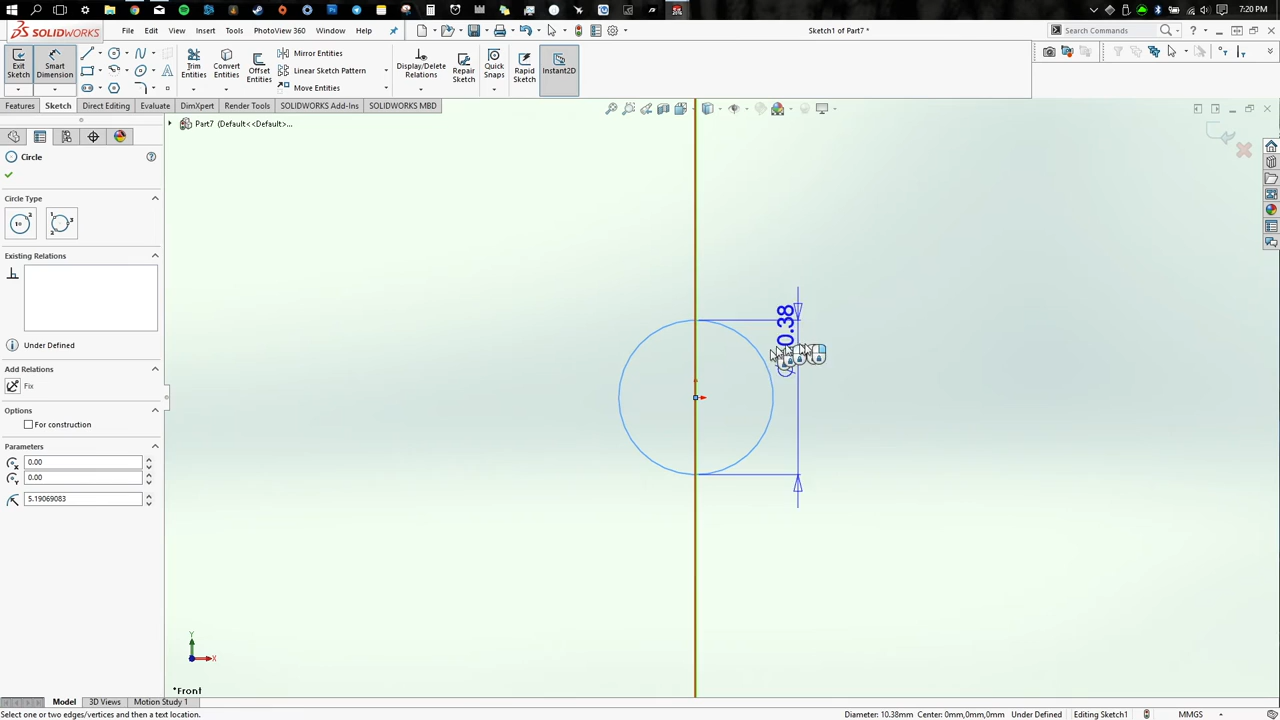 7:20 PM
SOLIDWORKS
File Edit View Insert Tools PhotoView 360 Window Help
Sketch1 of Part7 *
Search Commands
Exit Sketch
Smart Dimension
Trim Entities
Convert Entities
Offset Entities
Mirror Entities
Linear Sketch Pattern
Move Entities
Display/Delete Relations
Repair Sketch
Quick Snaps
Rapid Sketch
Instant2D
Features Sketch Direct Editing Evaluate DimXpert Render Tools SOLIDWORKS Add-Ins SOLIDWORKS MBD
Part7 (Default<<Default>...
Circle
Circle Type
Existing Relations
Under Defined
Add Relations
Fix
Options
For construction
Parameters
0.00
0.00
5.19069083
0.38
Y
X
*Front
Model 3D Views Motion Study 1
Select one or two edges/vertices and then a text location.
Diameter: 10.38mm Center: 0mm,0mm,0mm Under Defined Editing Sketch1 MMGS